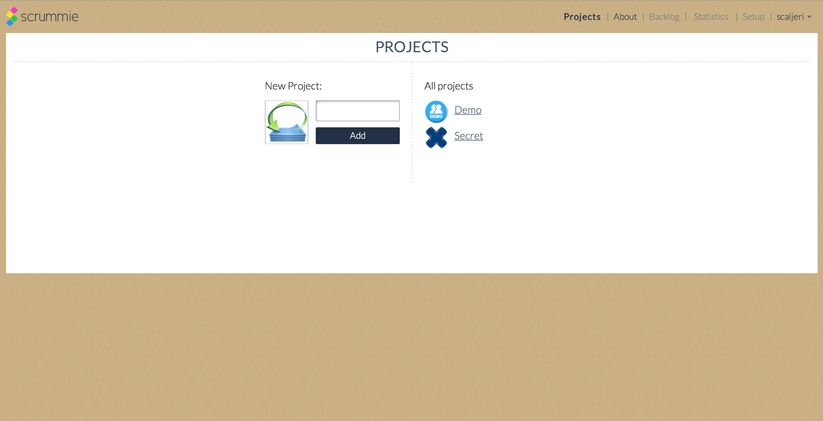 scrummie
Projects | About | Backlog | Statistics | Setup | scaljeri
PROJECTS
New Project:
Add
All projects
DEMO
Demo
Secret